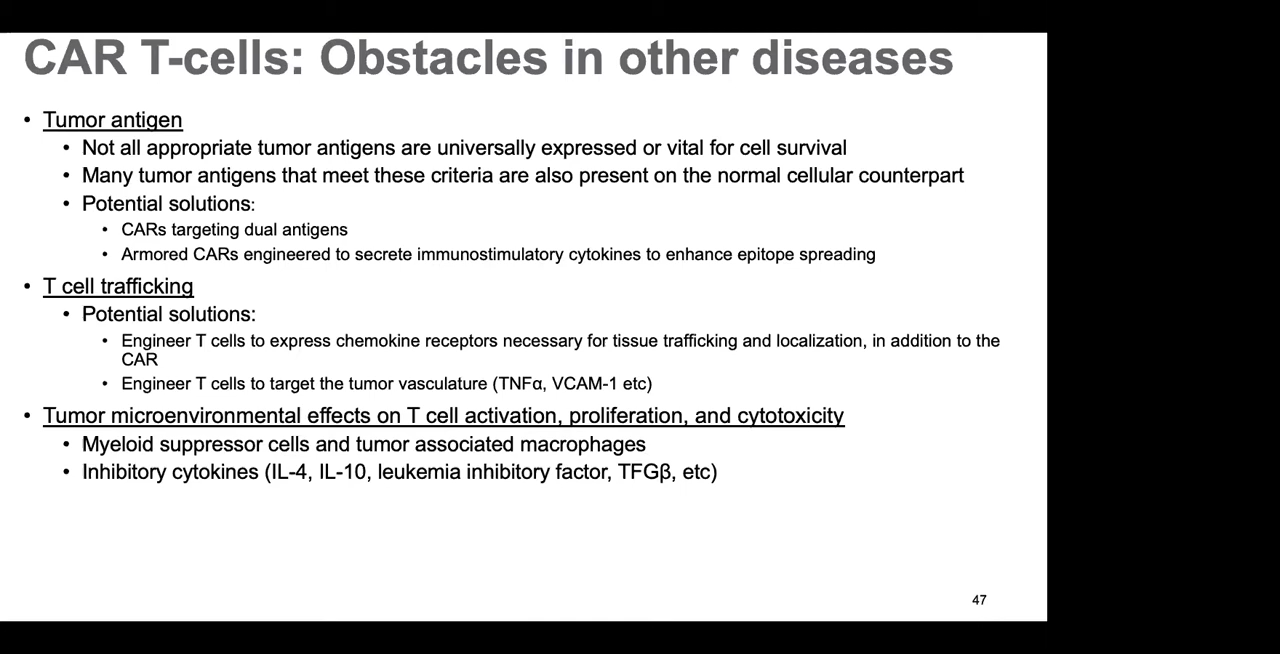 CAR T-cells: Obstacles in other diseases
• Tumor antigen
• Not all appropriate tumor antigens are universally expressed or vital for cell survival
• Many tumor antigens that meet these criteria are also present on the normal cellular counterpart
• Potential solutions:
• CARs targeting dual antigens
• Armored CARs engineered to secrete immunostimulatory cytokines to enhance epitope spreading
• T cell trafficking
• Potential solutions:
• Engineer T cells to express chemokine receptors necessary for tissue trafficking and localization, in addition to the
CAR
• Engineer T cells to target the tumor vasculature (TNFα, VCAM-1 etc)
• Tumor microenvironmental effects on T cell activation, proliferation, and cytotoxicity
• Myeloid suppressor cells and tumor associated macrophages
• Inhibitory cytokines (IL-4, IL-10, leukemia inhibitory factor, TFGβ, etc)
47